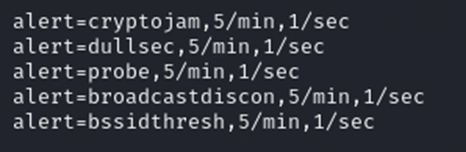 alert=cryptojam,5/min,1/sec
alert=dullsec,5/min,1/sec
alert=probe,5/min,1/sec
alert=broadcastdiscon,5/min,1/sec
alert=bssidthresh,5/min,1/sec